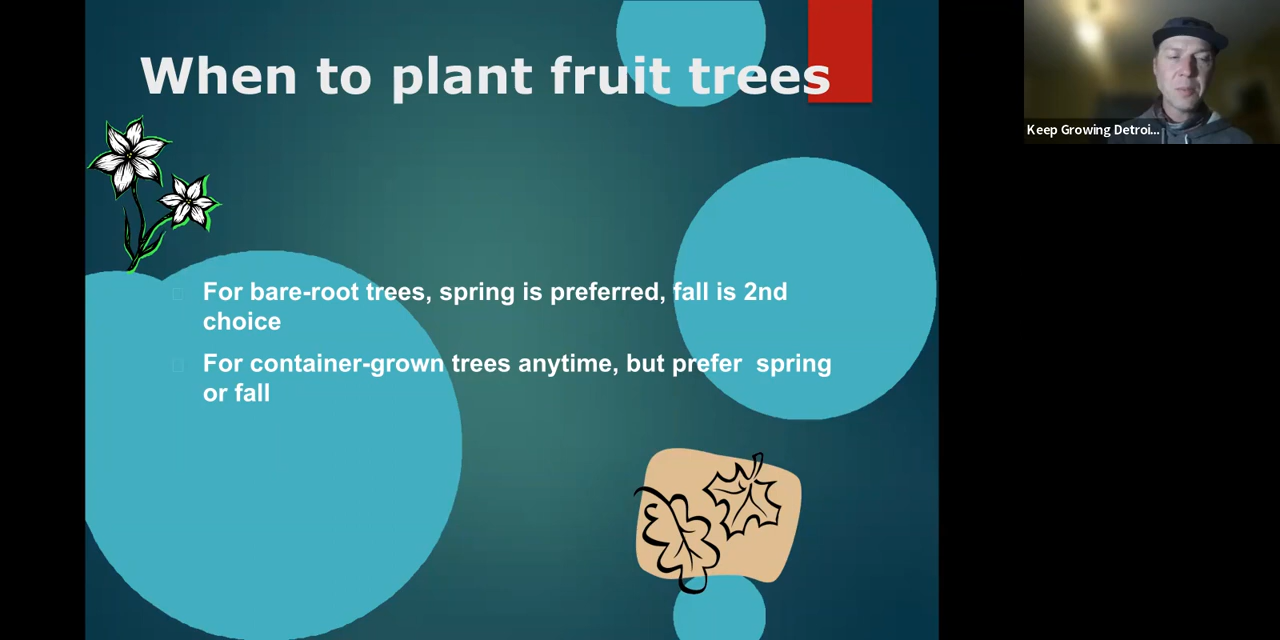 When to plant fruit trees
For bare-root trees, spring is preferred, fall is 2nd
choice
For container-grown trees anytime, but prefer  spring
or fall
Keep Growing Detroi...